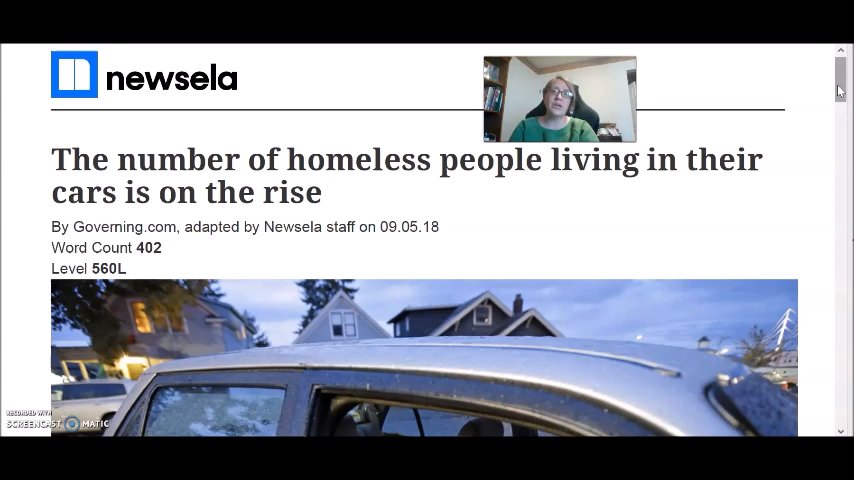 newsela
The number of homeless people living in their
cars is on the rise
By Governing.com, adapted by Newsela staff on 09.05.18
Word Count 402
Level 560L
RECORDED WITH
SCREENCAST MATIC